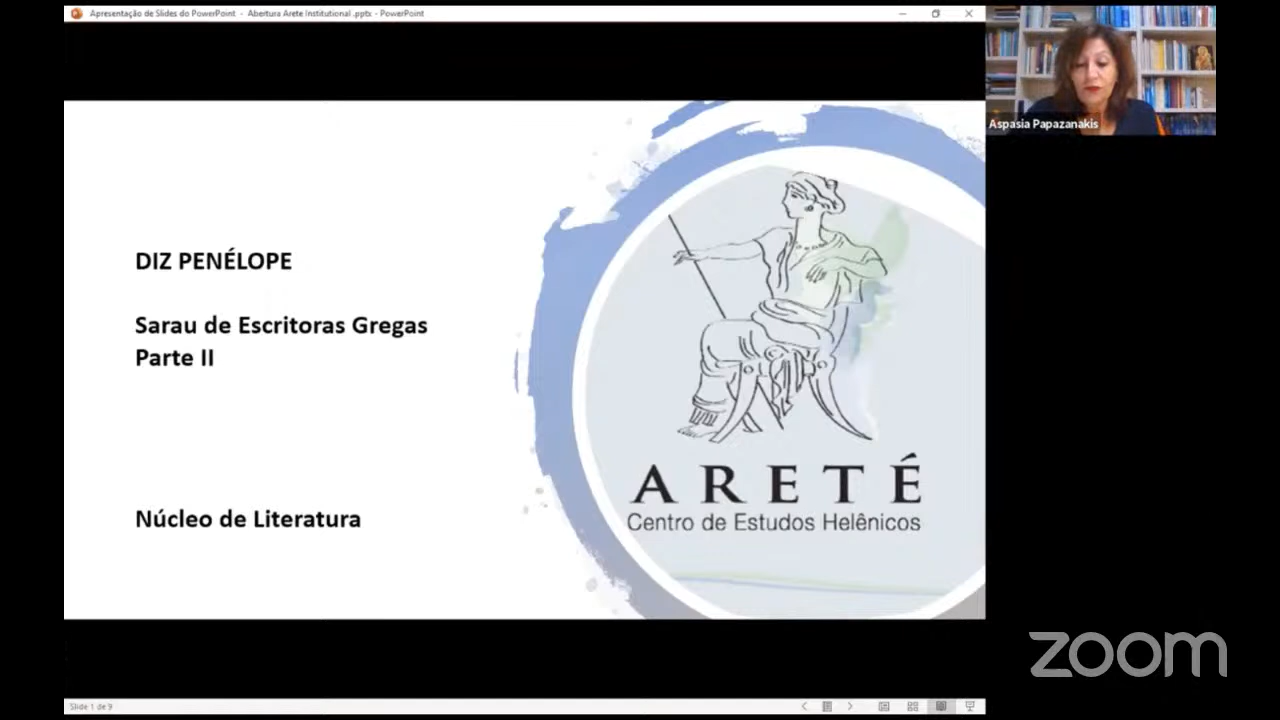 Apresentação de Slides do PowerPoint - Abertura Arete Institutional .pptx - PowerPoint
Aspasia Papazanakis
DIZ PENÉLOPE
Sarau de Escritoras Gregas
Parte II
Núcleo de Literatura
ARETÉ
Centro de Estudos Helênicos
zoom
Slide 1 de 9